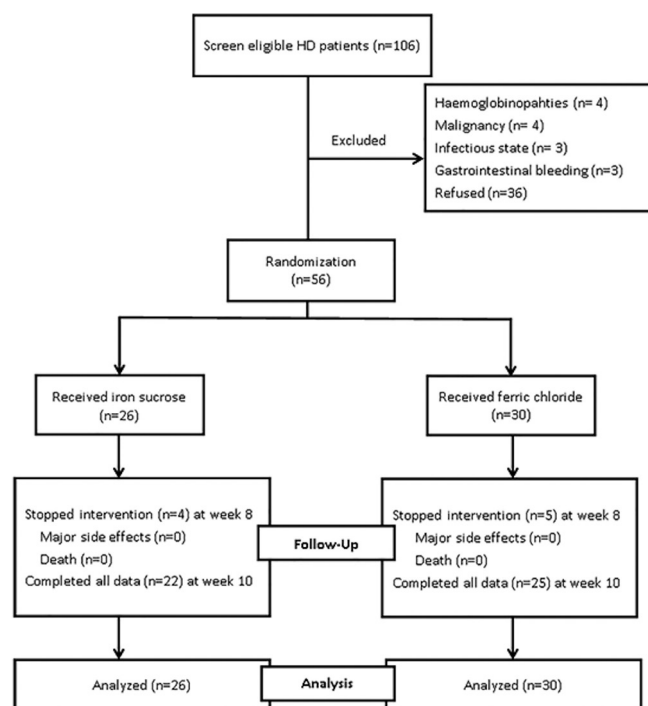 Screen eligible HD patients (n=106)
Excluded
Haemoglobinopahties (n= 4)
Malignancy (n= 4)
Infectious state (n= 3)
Gastrointestinal bleeding (n=3)
Refused (n=36)
Randomization
(n=56)
Received iron sucrose
(n=26)
Received ferric chloride
(n=30)
Stopped intervention (n=4) at week 8
Major side effects (n=0)
Death (n=0)
Completed all data (n=22) at week 10
Follow-Up
Stopped intervention (n=5) at week 8
Major side effects (n=0)
Death (n=0)
Completed all data (n=25) at week 10
Analyzed (n=26)
Analysis
Analyzed (n=30)